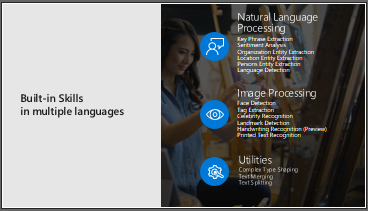 Built-in Skills
in multiple languages
Natural Language
Processing
Key Phrase Extraction
Sentiment Analysis
Organization Entity Extraction
Location Entity Extraction
Persons Entity Extraction
Language Detection
Image Processing
Face Detection
Tag Extraction
Celebrity Recognition
Landmark Detection
Handwriting Recognition (Preview)
Printed Text Recognition
Utilities
Complex Type Shaping
Text Merging
Text Splitting